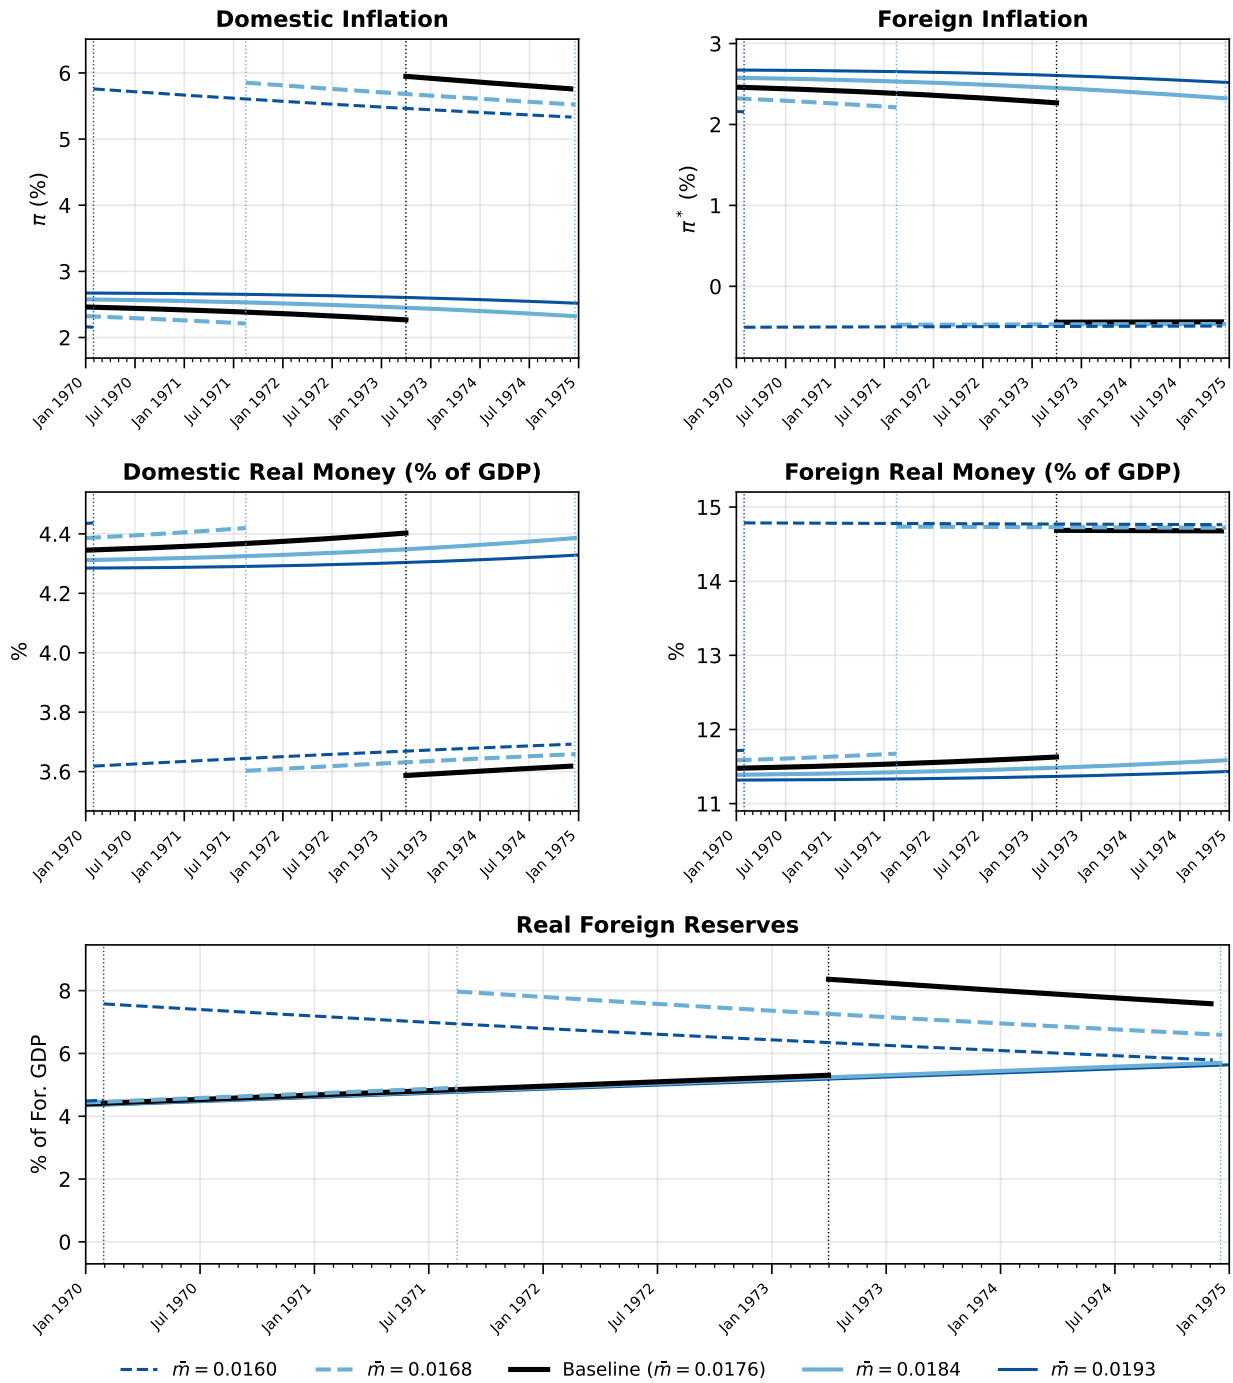 Domestic Inflation
π (%)
6
5
4
3
2
Jan 1970
Jul 1970
Jan 1971
Jul 1971
Jan 1972
Jul 1972
Jan 1973
Jul 1973
Jan 1974
Jul 1974
Jan 1975
Foreign Inflation
π* (%)
3
2
1
0
Jan 1970
Jul 1970
Jan 1971
Jul 1971
Jan 1972
Jul 1972
Jan 1973
Jul 1973
Jan 1974
Jul 1974
Jan 1975
Domestic Real Money (% of GDP)
%
4.4
4.2
4.0
3.8
3.6
Jan 1970
Jul 1970
Jan 1971
Jul 1971
Jan 1972
Jul 1972
Jan 1973
Jul 1973
Jan 1974
Jul 1974
Jan 1975
Foreign Real Money (% of GDP)
%
15
14
13
12
11
Jan 1970
Jul 1970
Jan 1971
Jul 1971
Jan 1972
Jul 1972
Jan 1973
Jul 1973
Jan 1974
Jul 1974
Jan 1975
Real Foreign Reserves
% of For. GDP
8
6
4
2
0
Jan 1970
Jul 1970
Jan 1971
Jul 1971
Jan 1972
Jul 1972
Jan 1973
Jul 1973
Jan 1974
Jul 1974
Jan 1975
m̄ = 0.0160
m̄ = 0.0168
Baseline (m̄ = 0.0176)
m̄ = 0.0184
m̄ = 0.0193